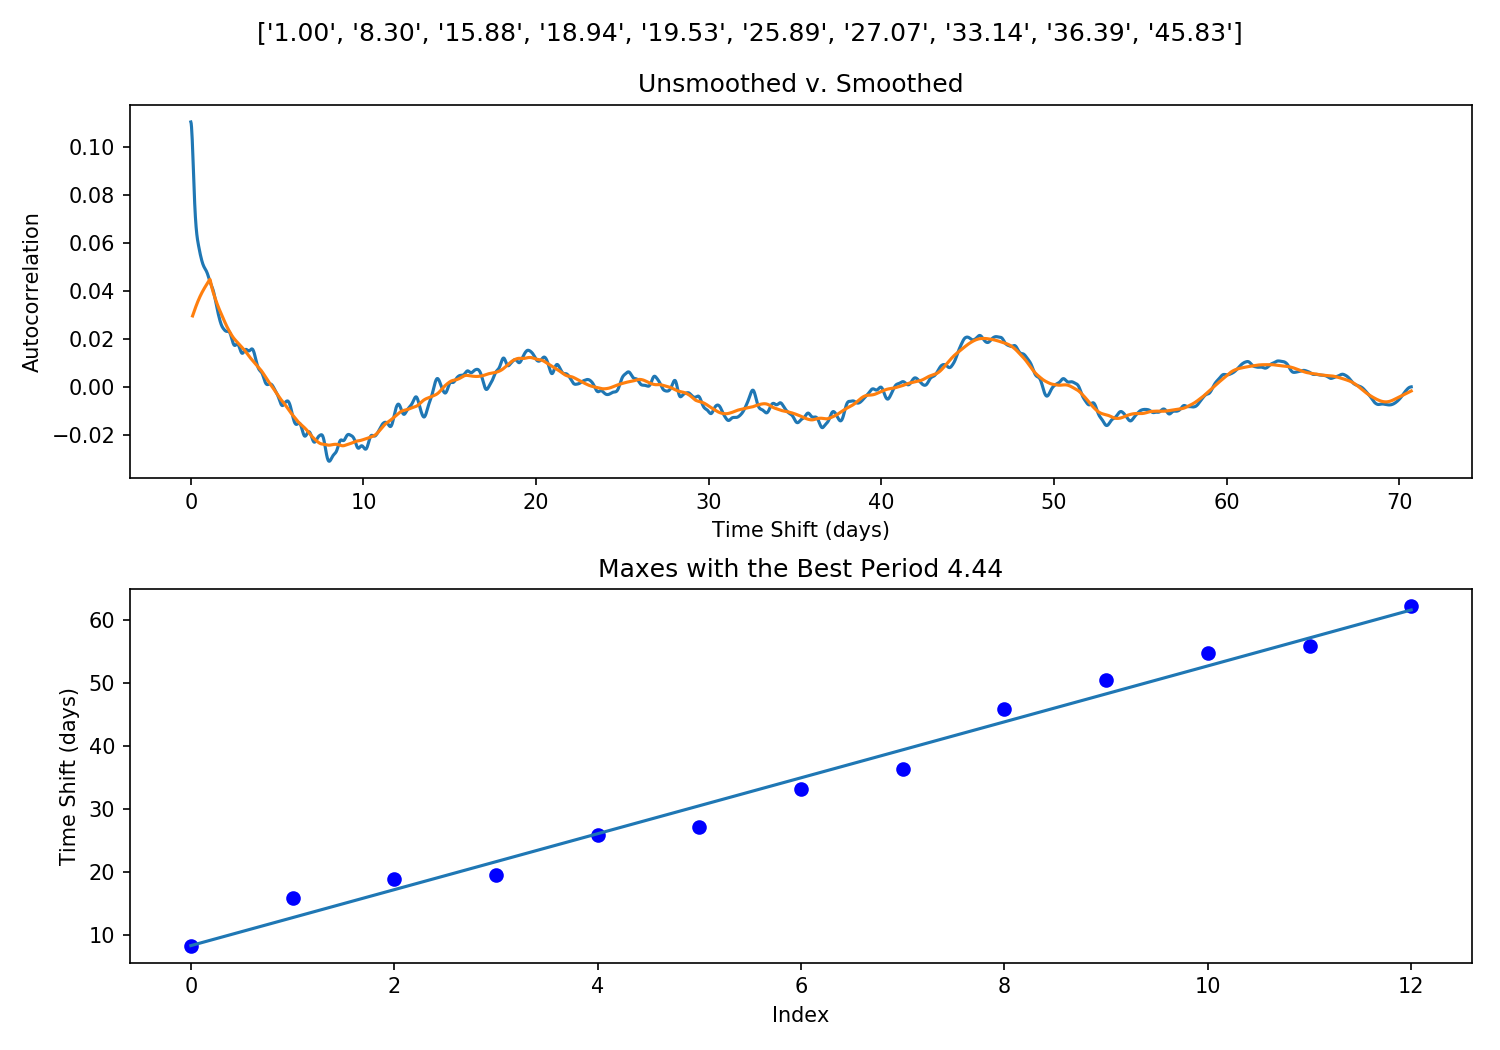 ['1.00', '8.30', '15.88', '18.94', '19.53', '25.89', '27.07', '33.14', '36.39', '45.83']
Unsmoothed v. Smoothed
Autocorrelation
0.10
0.08
0.06
0.04
0.02
0.00
−0.02
0 10 20 30 40 50 60 70
Time Shift (days)
Maxes with the Best Period 4.44
Time Shift (days)
60
50
40
30
20
10
0 2 4 6 8 10 12
Index